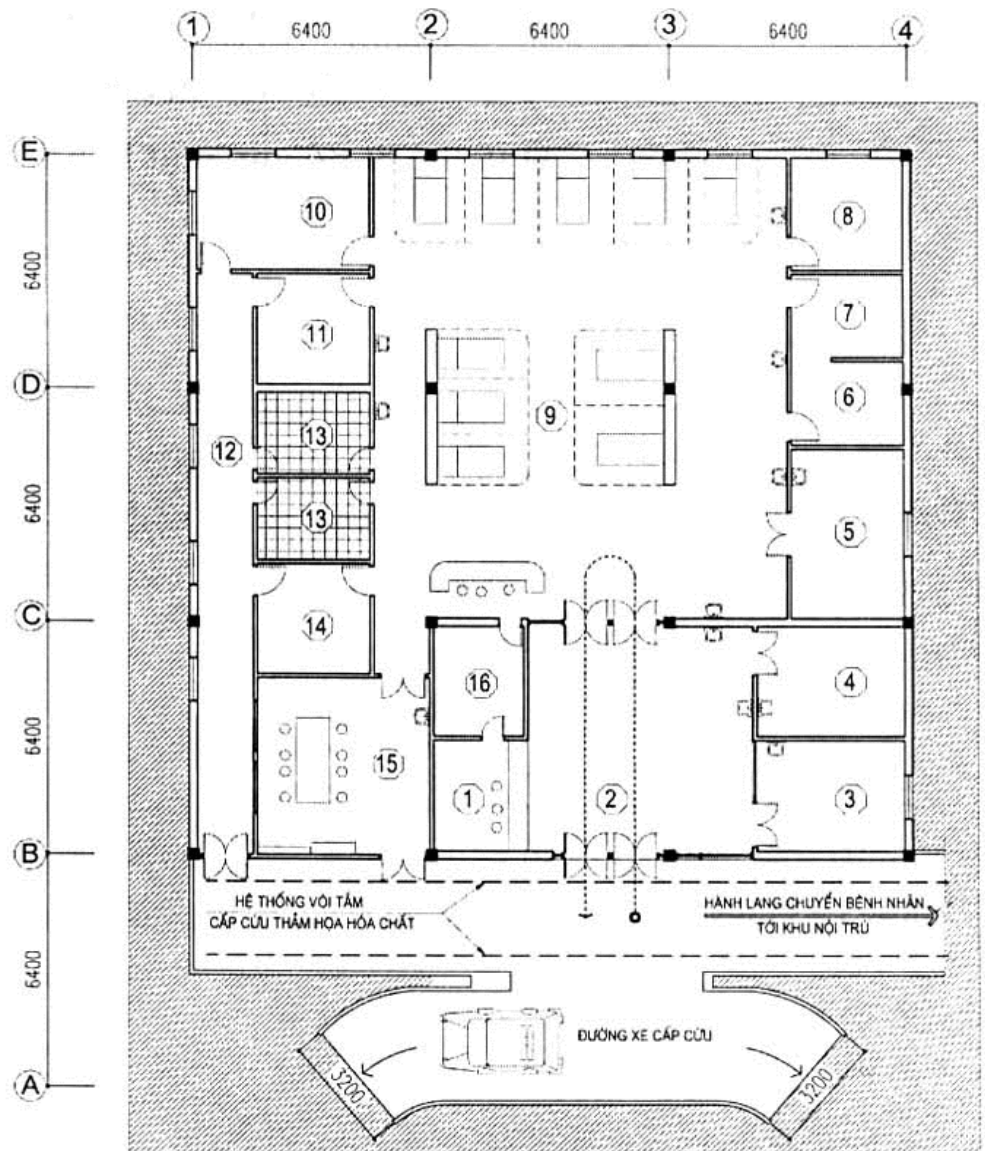 1 2 3 4
6400 6400 6400
E
6400
D
6400
C
6400
B
6400
A
10
8
11
7
6
9
12
13
13
5
14
16
4
15
1
2
3
HỆ THỐNG VÒI TẮM
CẤP CỨU THẢM HỌA HÓA CHẤT
HÀNH LANG CHUYỂN BỆNH NHÂN
TỚI KHU NỘI TRÚ
ĐƯỜNG XE CẤP CỨU
3200
3200